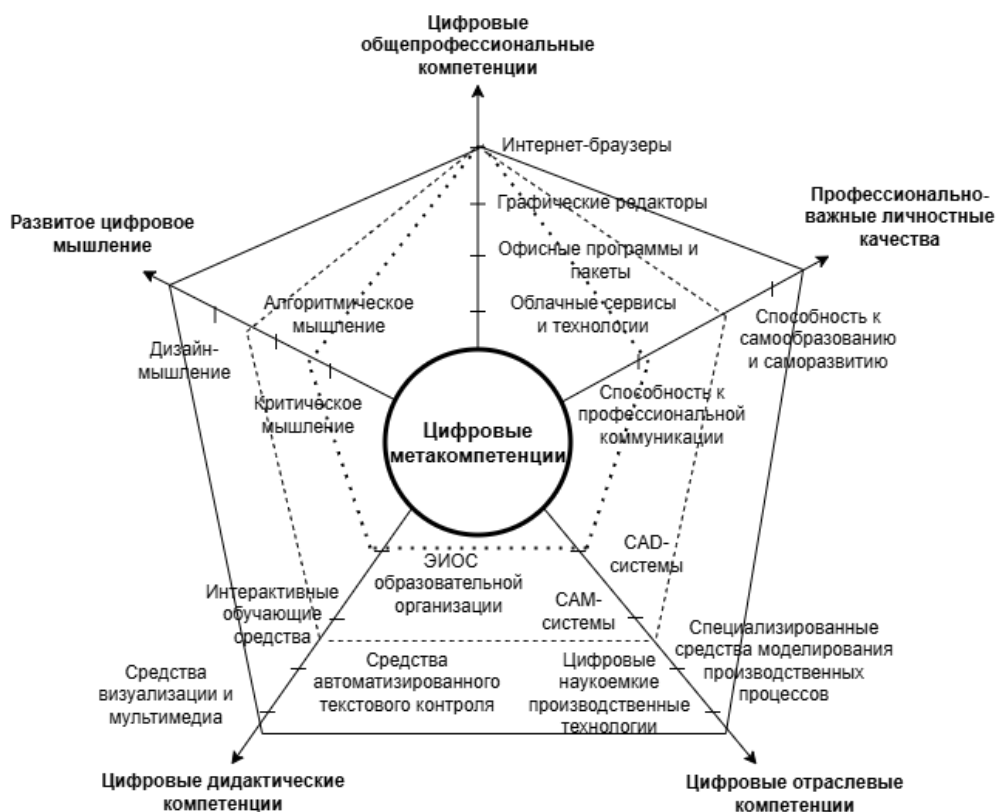 Цифровые
общепрофессиональные
компетенции
Интернет-браузеры
Профессионально-
важные личностные
качества
Графические редакторы
Развитое цифровое
мышление
Офисные программы и
пакеты
Алгоритмическое
мышление
Облачные сервисы
и технологии
Способность к
самообразованию
и саморазвитию
Дизайн-
мышление
Критическое
мышление
Способность к
профессиональной
коммуникации
Цифровые
метакомпетенции
CAD-
системы
ЭИОС
образовательной
организации
Интерактивные
обучающие
средства
CAM-
системы
Специализированные
средства моделирования
производственных
процессов
Средства
визуализации и
мультимедиа
Средства
автоматизированного
текстового контроля
Цифровые
наукоемкие
производственные
технологии
Цифровые дидактические
компетенции
Цифровые отраслевые
компетенции